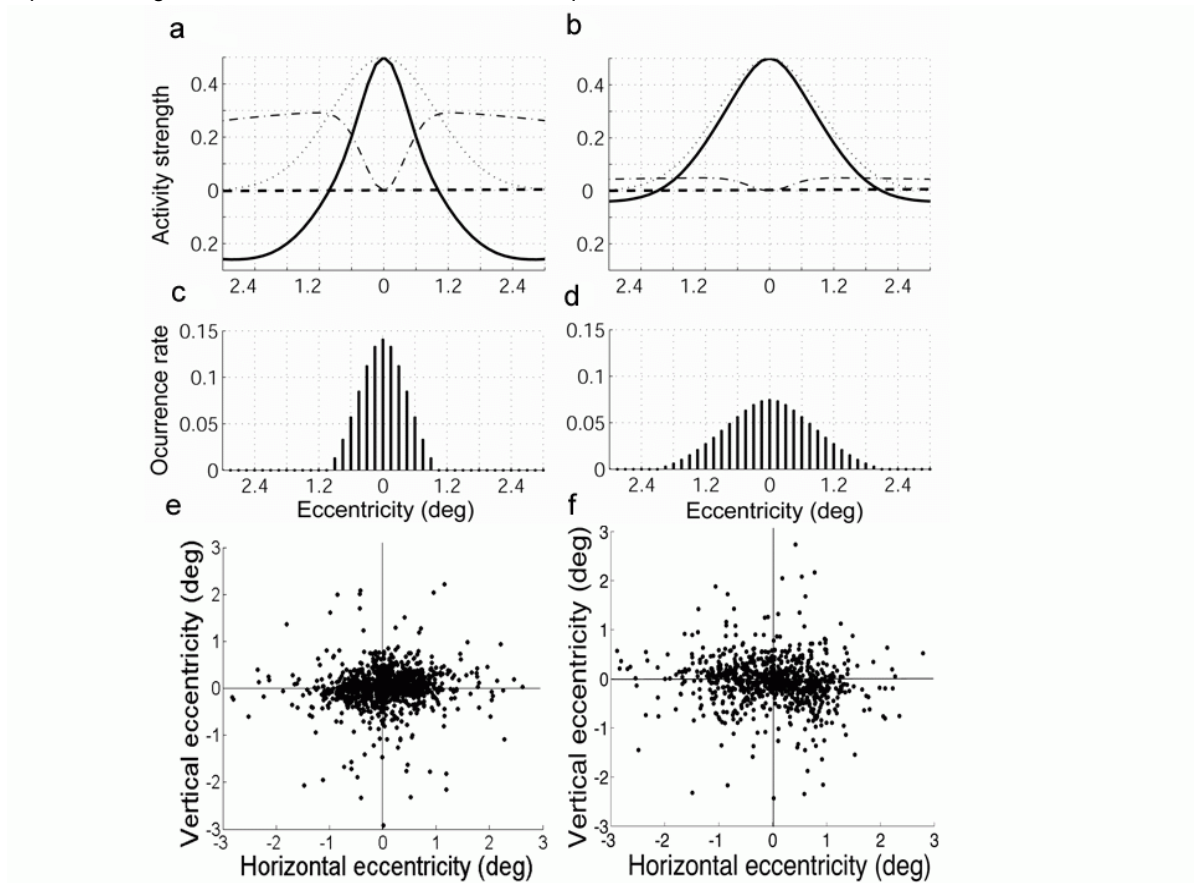 a
b
Activity strength
0.4
0.2
0
0.2
2.4 1.2 0 1.2 2.4
0.4
0.2
0
0.2
2.4 1.2 0 1.2 2.4
c
d
Ocurrence rate
0.15
0.1
0.05
0
2.4 1.2 0 1.2 2.4
Eccentricity (deg)
0.15
0.1
0.05
0
2.4 1.2 0 1.2 2.4
Eccentricity (deg)
e
f
Vertical eccentricity (deg)
3
2
1
0
-1
-2
-3
-3 -2 -1 0 1 2 3
Horizontal eccentricity (deg)
Vertical eccentricity (deg)
3
2
1
0
-1
-2
-3
-3 -2 -1 0 1 2 3
Horizontal eccentricity (deg)